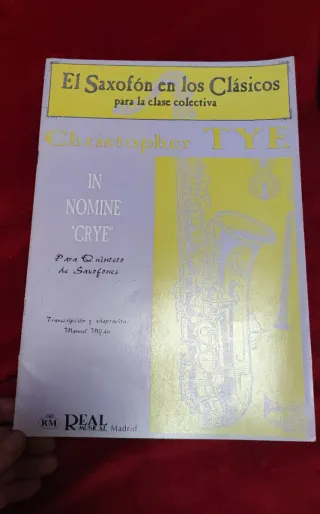 El Saxofón en los Clásicos
para la clase colectiva
Christopher TYE
IN
NOMINE
"CRYE"
Para Quinteto
de Saxofones
Transcripción y adaptación
Manuel Miján
RM
REAL
MUSICAL Madrid